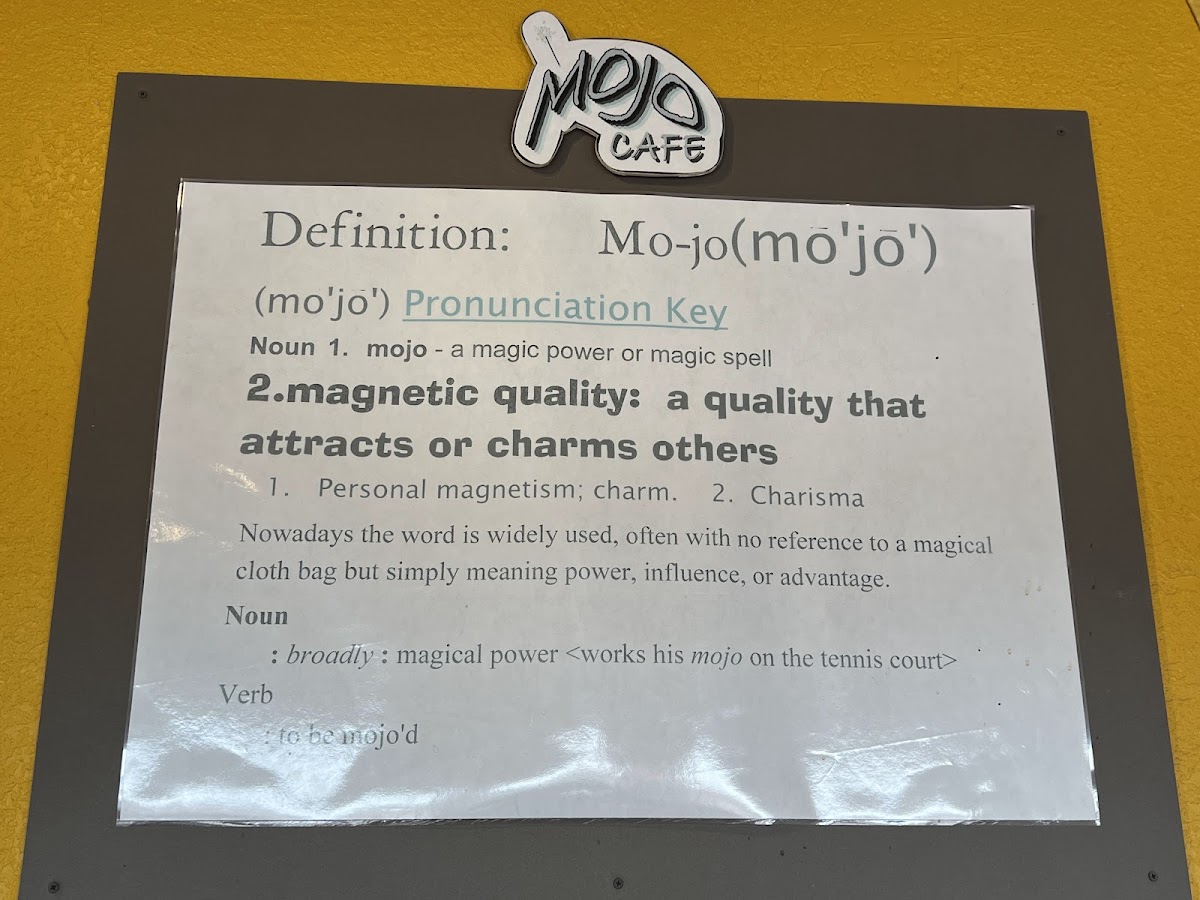 MOJO
CAFE
Definition: Mo-jo(mō'jō')
(mo'jō') Pronunciation Key
Noun 1. mojo - a magic power or magic spell
2.magnetic quality: a quality that
attracts or charms others
1. Personal magnetism; charm. 2. Charisma
Nowadays the word is widely used, often with no reference to a magical
cloth bag but simply meaning power, influence, or advantage.
Noun
: broadly : magical power <works his mojo on the tennis court>
Verb
: to be mojo'd